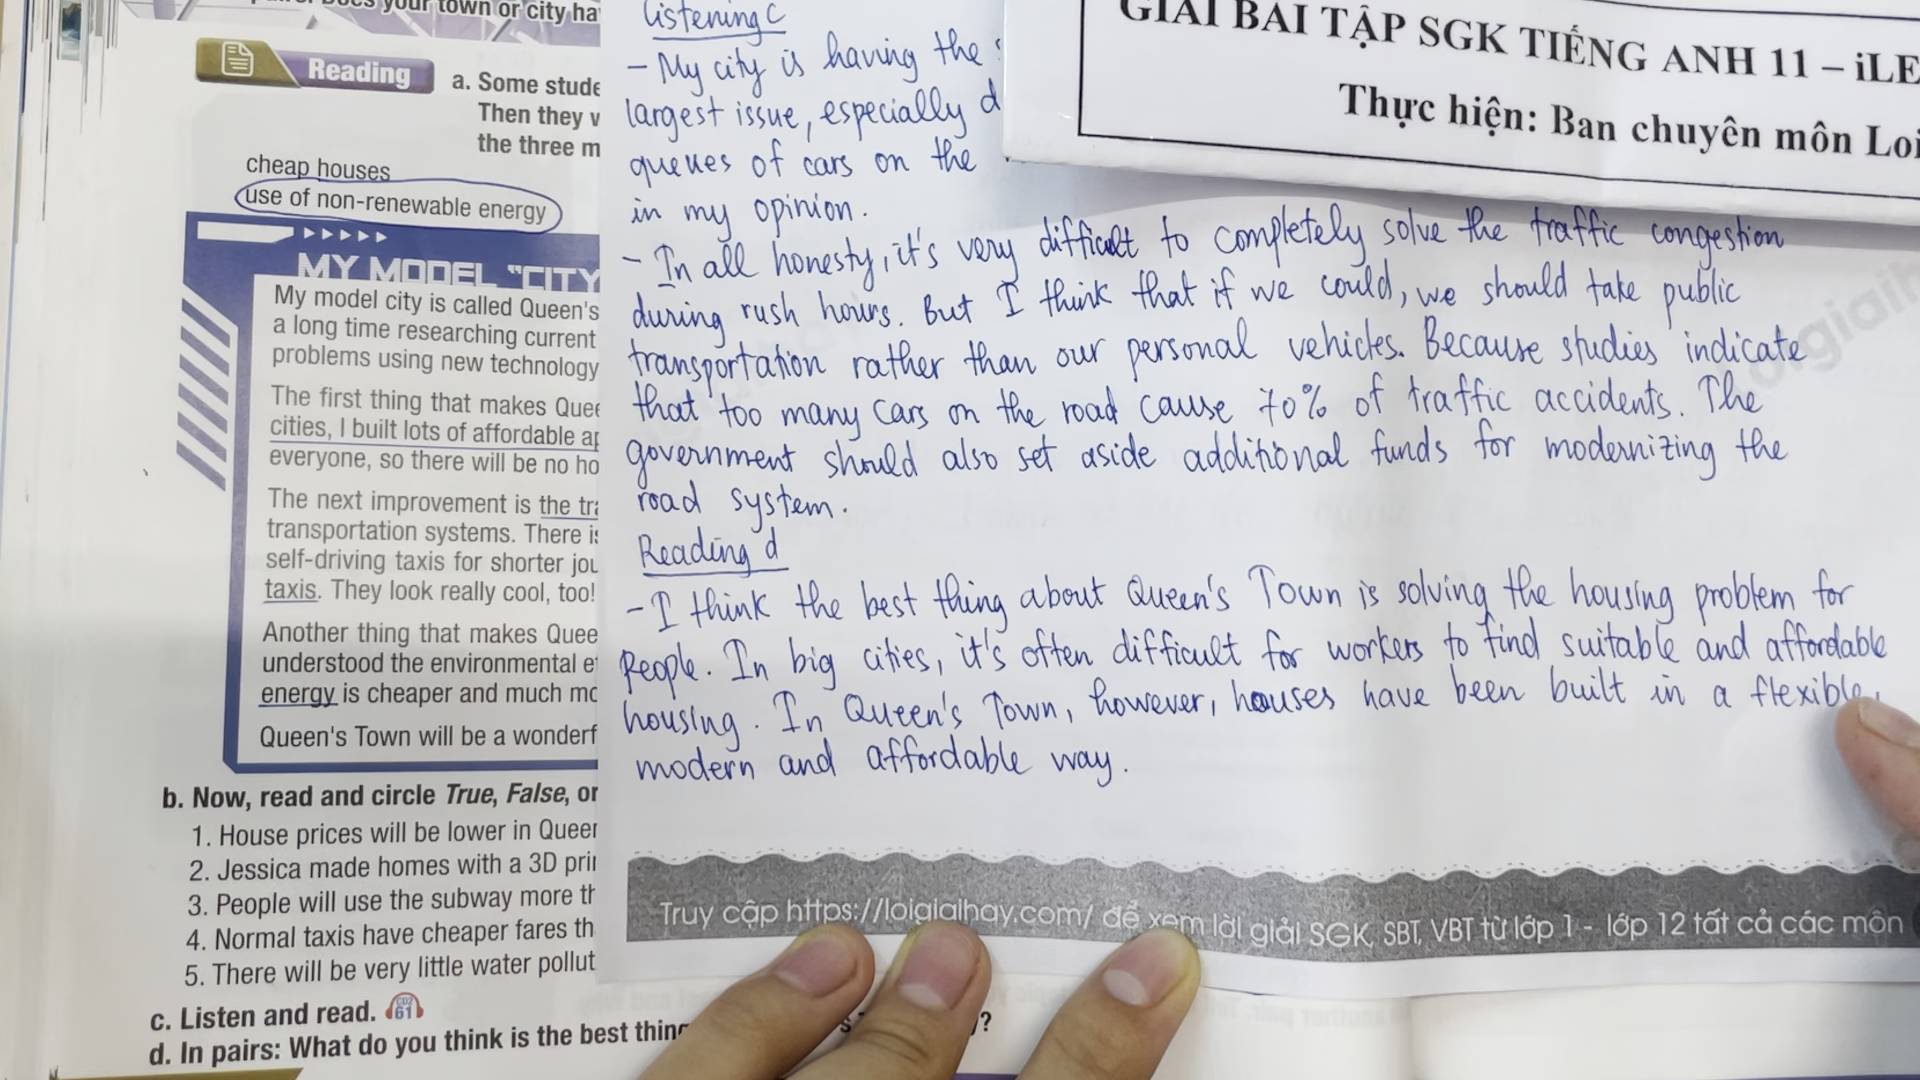 your town or city ha
Reading
a. Some stude
Then they v
the three m
cheap houses
use of non-renewable energy
MY MODEL "CITY
My model city is called Queen's
a long time researching current
problems using new technology
The first thing that makes Quee
cities, I built lots of affordable ap
everyone, so there will be no ho
The next improvement is the tra
transportation systems. There is
self-driving taxis for shorter jou
taxis. They look really cool, too!
Another thing that makes Quee
understood the environmental e
energy is cheaper and much mo
Queen's Town will be a wonderf
b. Now, read and circle True, False, or
1. House prices will be lower in Queen
2. Jessica made homes with a 3D prin
3. People will use the subway more th
4. Normal taxis have cheaper fares th
5. There will be very little water pollut
c. Listen and read. CD2 61
d. In pairs: What do you think is the best thing
?
Listening c
- My city is having the
largest issue, especially d
queues of cars on the
in my opinion.
- In all honesty, it's very difficult to completely solve the traffic congestion
during rush hours. But I think that if we could, we should take public
transportation rather than our personal vehicles. Because studies indicate
that too many cars on the road cause 70% of traffic accidents. The
government should also set aside additional funds for modernizing the
road system.
Reading d
- I think the best thing about Queen's Town is solving the housing problem for
people. In big cities, it's often difficult for workers to find suitable and affordable
housing. In Queen's Town, however, houses have been built in a flexible,
modern and affordable way.
GIẢI BÀI TẬP SGK TIẾNG ANH 11 – iLE
Thực hiện: Ban chuyên môn Loi
Truy cập https://loigiaihay.com/ để xem lời giải SGK, SBT, VBT từ lớp 1 - lớp 12 tất cả các môn